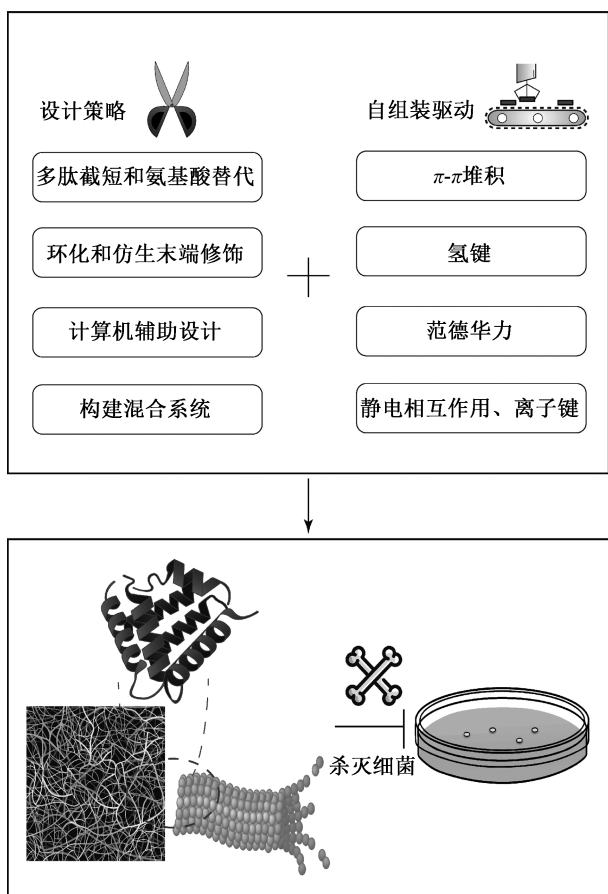 设计策略
自组装驱动
多肽截短和氨基酸替代
π-π堆积
环化和仿生末端修饰
氢键
计算机辅助设计
范德华力
构建混合系统
静电相互作用、离子键
杀灭细菌